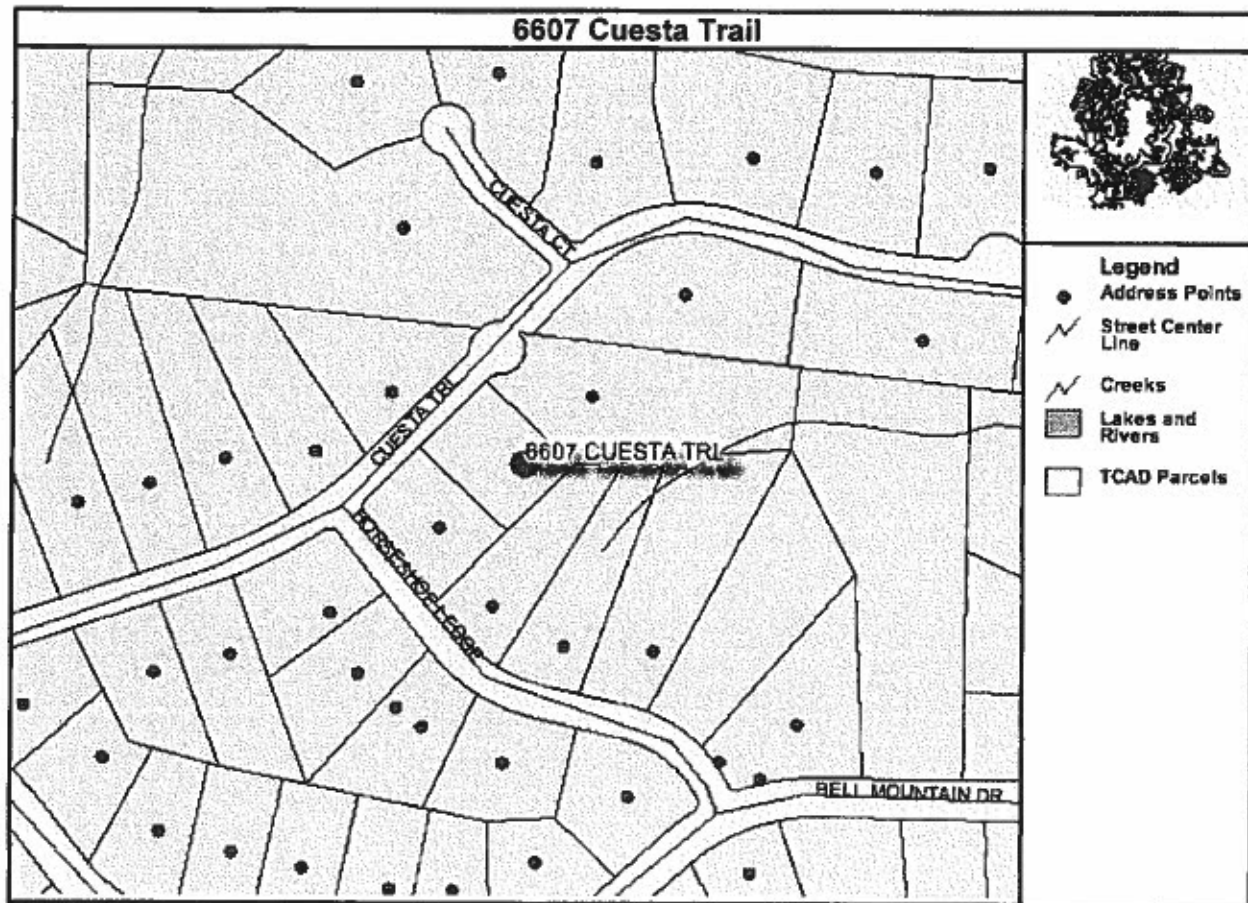 6607 Cuesta Trail
CUESTA CT
CUESTA TRL
6607 CUESTA TRL
HORSESHOE LEDGE
BELL MOUNTAIN DR
Legend
Address Points
Street Center
Line
Creeks
Lakes and
Rivers
TCAD Parcels